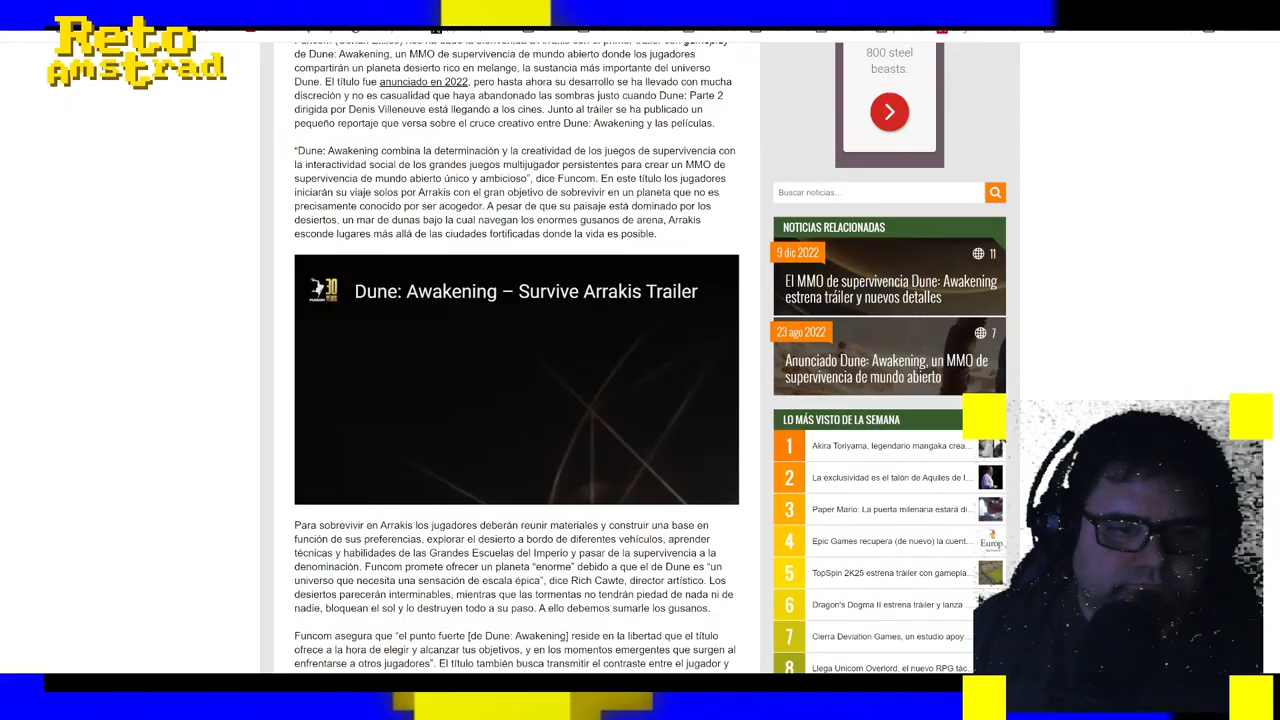 Reto
Amstrad
de Dune: Awakening, un MMO de supervivencia de mundo abierto donde los jugadores
compartirán un planeta desierto rico en melange, la sustancia más importante del universo
Dune. El título fue anunciado en 2022, pero hasta ahora su desarrollo se ha llevado con mucha
discreción y no es casualidad que haya abandonado las sombras justo cuando Dune: Parte 2
dirigida por Denis Villeneuve está llegando a los cines. Junto al tráiler se ha publicado un
pequeño reportaje que versa sobre el cruce creativo entre Dune: Awakening y las películas.
“Dune: Awakening combina la determinación y la creatividad de los juegos de supervivencia con
la interactividad social de los grandes juegos multijugador persistentes para crear un MMO de
supervivencia de mundo abierto único y ambicioso”, dice Funcom. En este título los jugadores
iniciarán su viaje solos por Arrakis con el gran objetivo de sobrevivir en un planeta que no es
precisamente conocido por ser acogedor. A pesar de que su paisaje está dominado por los
desiertos, un mar de dunas bajo la cual navegan los enormes gusanos de arena, Arrakis
esconde lugares más allá de las ciudades fortificadas donde la vida es posible.
FUNCOM
30
Dune: Awakening – Survive Arrakis Trailer
Para sobrevivir en Arrakis los jugadores deberán reunir materiales y construir una base en
función de sus preferencias, explorar el desierto a bordo de diferentes vehículos, aprender
técnicas y habilidades de las Grandes Escuelas del Imperio y pasar de la supervivencia a la
denominación. Funcom promete ofrecer un planeta “enorme” debido a que el de Dune es “un
universo que necesita una sensación de escala épica”, dice Rich Cawte, director artístico. Los
desiertos parecerán interminables, mientras que las tormentas no tendrán piedad de nada ni de
nadie, bloquean el sol y lo destruyen todo a su paso. A ello debemos sumarle los gusanos.
Funcom asegura que “el punto fuerte [de Dune: Awakening] reside en la libertad que el título
ofrece a la hora de elegir y alcanzar tus objetivos, y en los momentos emergentes que surgen al
enfrentarse a otros jugadores”. El título también busca transmitir el contraste entre el jugador y
800 steel
beasts.
Buscar noticias...
NOTICIAS RELACIONADAS
9 dic 2022
11
El MMO de supervivencia Dune: Awakening
estrena tráiler y nuevos detalles
23 ago 2022
7
Anunciado Dune: Awakening, un MMO de
supervivencia de mundo abierto
LO MÁS VISTO DE LA SEMANA
1 Akira Toriyama, legendario mangaka crea...
2 La exclusividad es el talón de Aquiles de l...
3 Paper Mario: La puerta milenaria estará di...
4 Epic Games recupera (de nuevo) la cuent...
Europ
5 TopSpin 2K25 estrena tráiler con gamepla...
6 Dragon's Dogma II estrena tráiler y lanza ...
7 Cierra Deviation Games, un estudio apoy...
8 Llega Unicorn Overlord, el nuevo RPG tác...